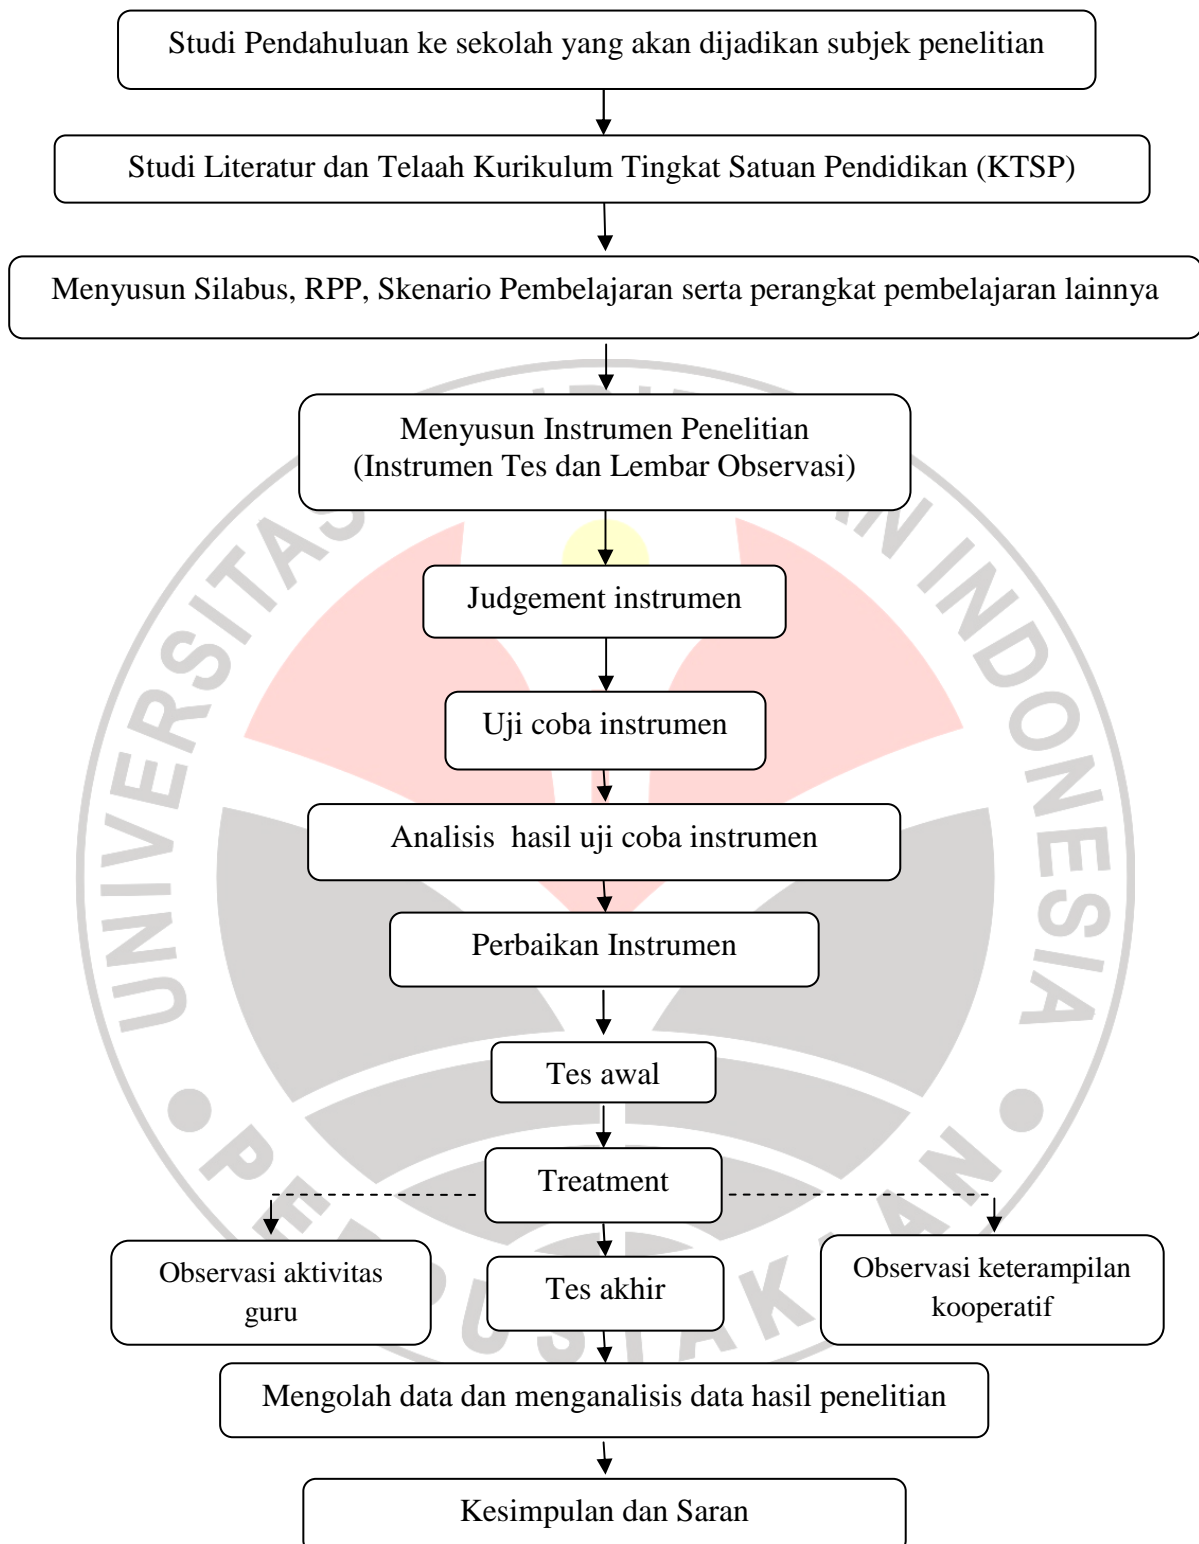 Studi Pendahuluan ke sekolah yang akan dijadikan subjek penelitian
Studi Literatur dan Telaah Kurikulum Tingkat Satuan Pendidikan (KTSP)
Menyusun Silabus, RPP, Skenario Pembelajaran serta perangkat pembelajaran lainnya
Menyusun Instrumen Penelitian
(Instrumen Tes dan Lembar Observasi)
Judgement instrumen
Uji coba instrumen
Analisis hasil uji coba instrumen
Perbaikan Instrumen
Tes awal
Treatment
Observasi aktivitas
guru
Tes akhir
Observasi keterampilan
kooperatif
Mengolah data dan menganalisis data hasil penelitian
Kesimpulan dan Saran
UNIVERSITAS
INDONESIA